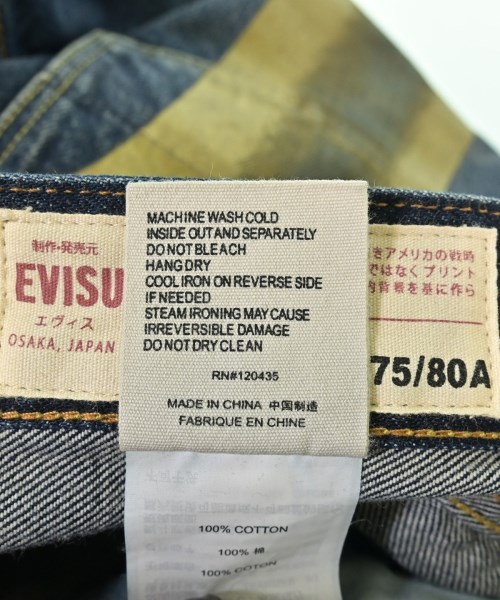 MACHINE WASH COLD
INSIDE OUT AND SEPARATELY
DO NOT BLEACH
HANG DRY
COOL IRON ON REVERSE SIDE
IF NEEDED
STEAM IRONING MAY CAUSE
IRREVERSIBLE DAMAGE
DO NOT DRY CLEAN
RN#120435
MADE IN CHINA 中国制造
FABRIQUE EN CHINE
制作・発売元
EVISU
エヴィス
OSAKA, JAPAN
きアメリカの戦時
ではなくプリント
的背景を基に作ら
75/80A
100% COTTON
100% 棉
100% COTON